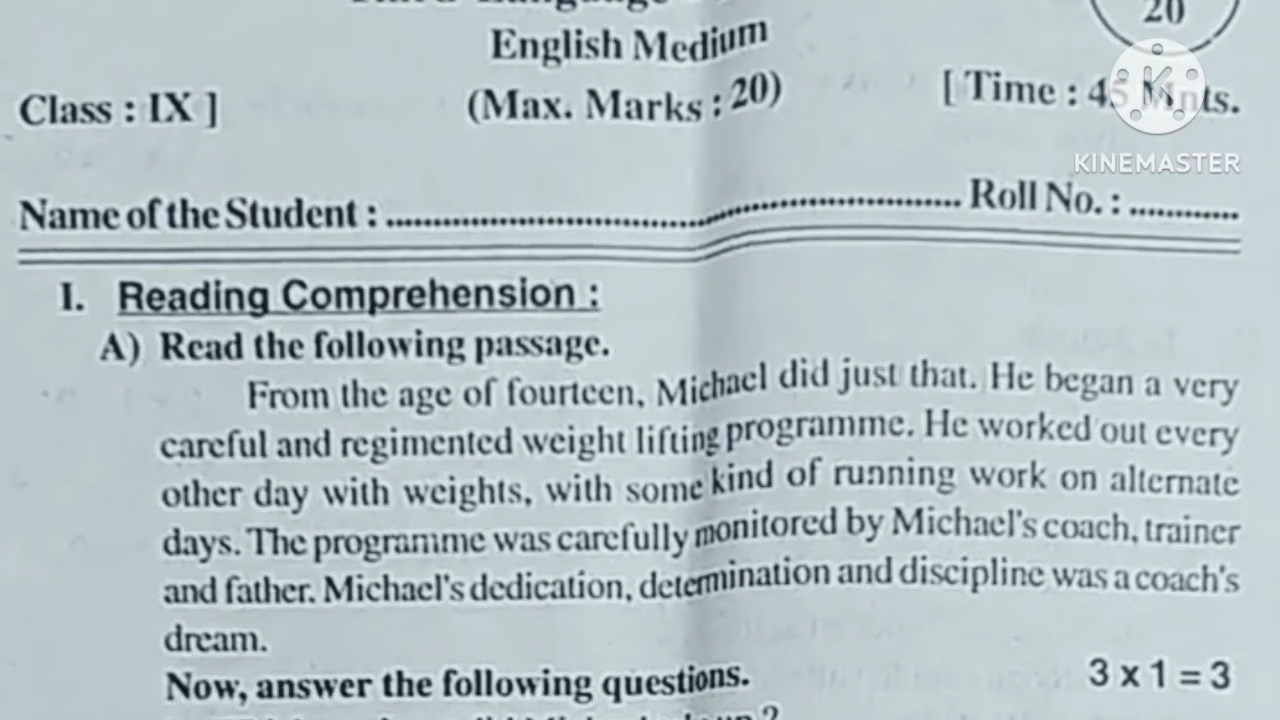 Language
20
English Medium
Class : IX ]
(Max. Marks : 20)
[ Time : 45 Mnts.
KINEMASTER
Name of the Student : .......................................................... Roll No. : ............
I. Reading Comprehension :
A) Read the following passage.
From the age of fourteen, Michael did just that. He began a very
careful and regimented weight lifting programme. He worked out every
other day with weights, with some kind of running work on alternate
days. The programme was carefully monitored by Michael's coach, trainer
and father. Michael's dedication, determination and discipline was a coach's
dream.
Now, answer the following questions.
3 x 1 = 3